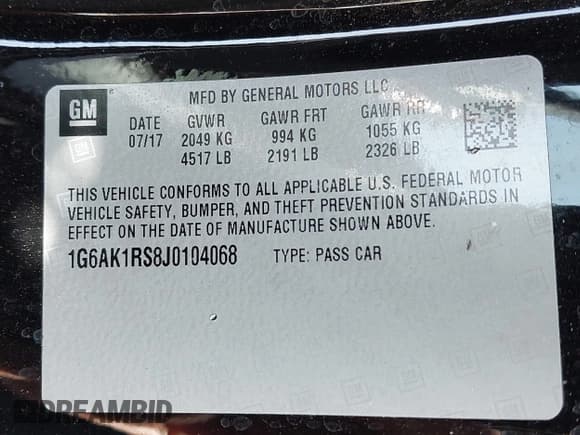 GM
MFD BY GENERAL MOTORS LLC
DATE GVWR GAWR FRT GAWR RR
07/17 2049 KG 994 KG 1055 KG
4517 LB 2191 LB 2326 LB
THIS VEHICLE CONFORMS TO ALL APPLICABLE U.S. FEDERAL MOTOR
VEHICLE SAFETY, BUMPER, AND THEFT PREVENTION STANDARDS IN
EFFECT ON THE DATE OF MANUFACTURE SHOWN ABOVE.
1G6AK1RS8J0104068 TYPE: PASS CAR
DREAMBID